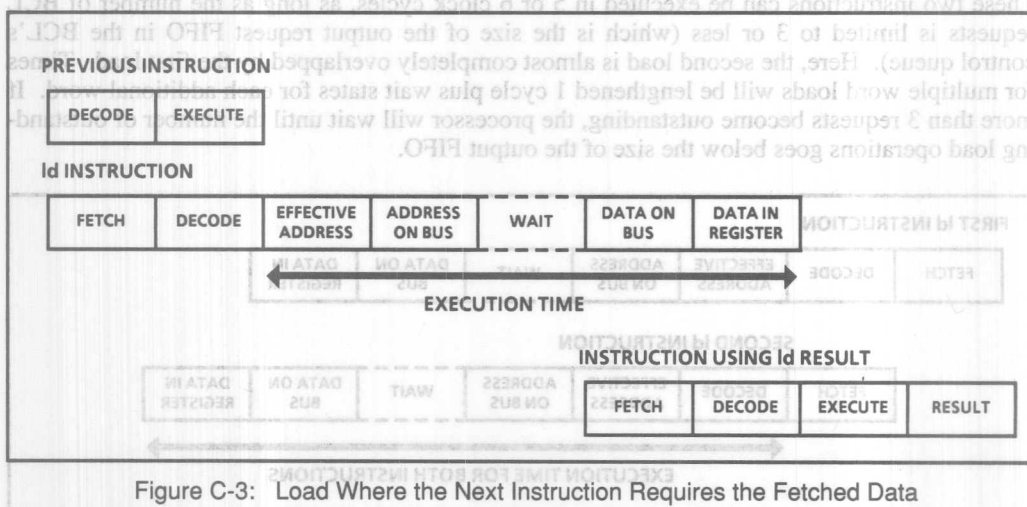 PREVIOUS INSTRUCTION
DECODE EXECUTE
ld INSTRUCTION
FETCH DECODE EFFECTIVE ADDRESS ADDRESS ON BUS WAIT DATA ON BUS DATA IN REGISTER
EXECUTION TIME
INSTRUCTION USING ld RESULT
FETCH DECODE EXECUTE RESULT
Figure C-3: Load Where the Next Instruction Requires the Fetched Data